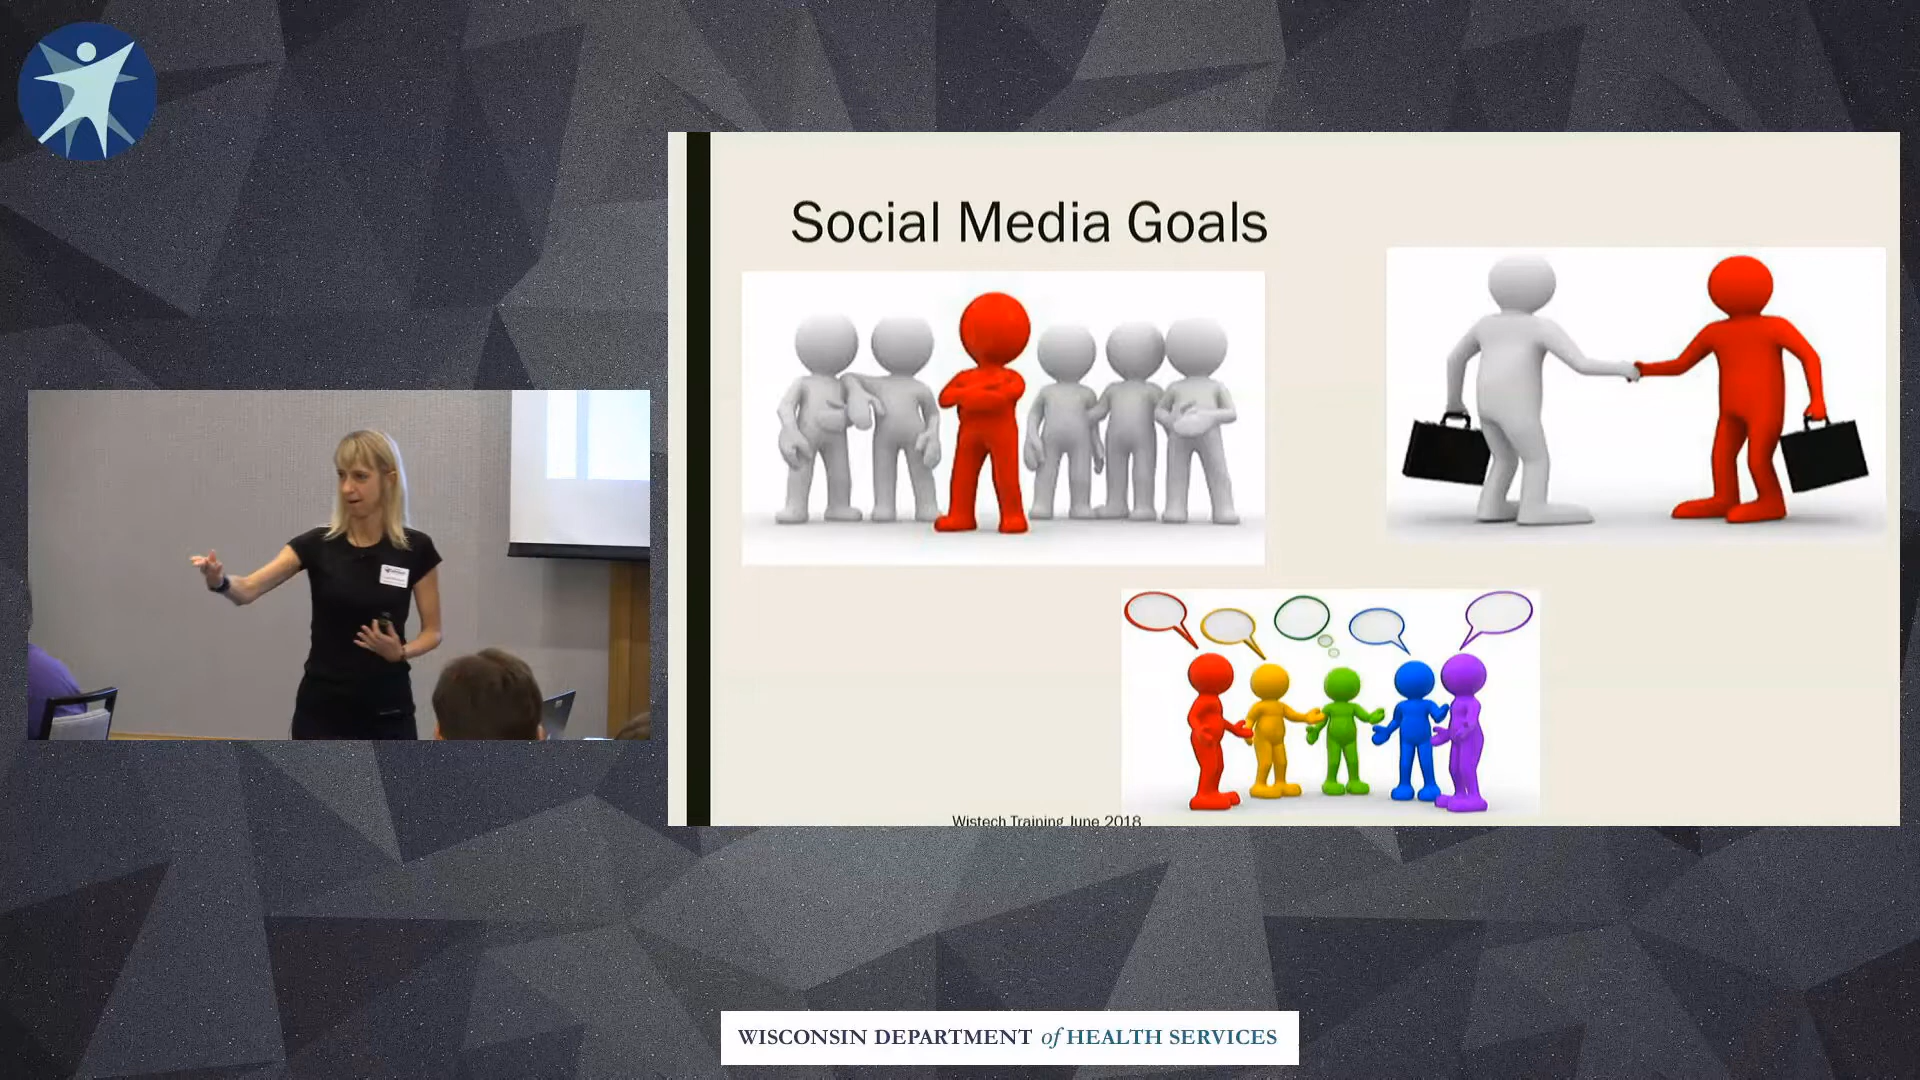 Social Media Goals
Wistech Training June 2018
WISCONSIN DEPARTMENT of HEALTH SERVICES